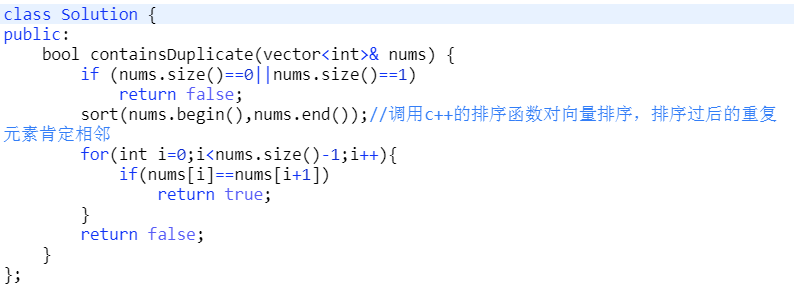 class Solution {
public:
    bool containsDuplicate(vector<int>& nums) {
        if (nums.size()==0||nums.size()==1)
            return false;
        sort(nums.begin(),nums.end());//调用c++的排序函数对向量排序，排序过后的重复
元素肯定相邻
        for(int i=0;i<nums.size()-1;i++){
            if(nums[i]==nums[i+1])
                return true;
        }
        return false;
    }
};